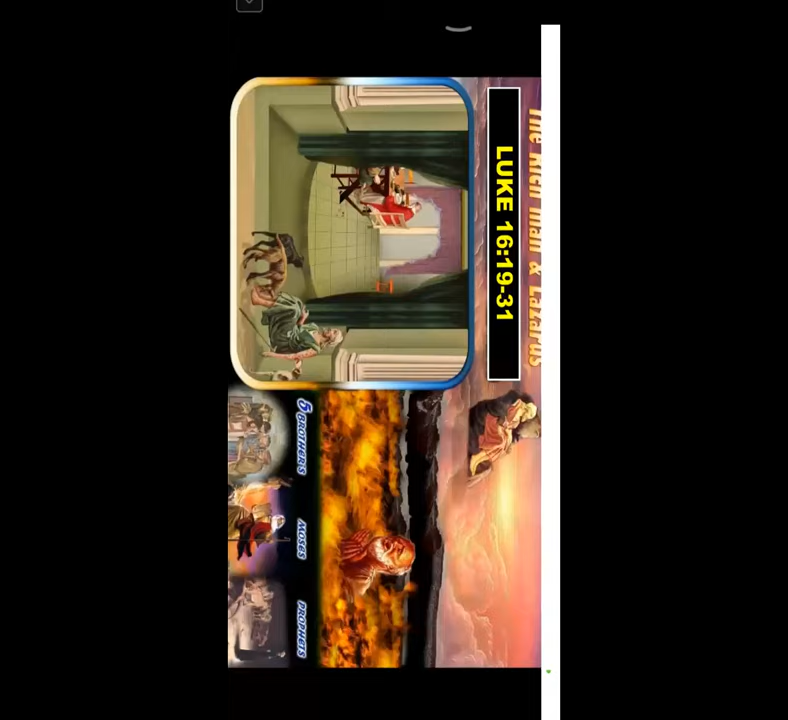 The Rich man & Lazarus
LUKE 16:19-31
5 BROTHERS
MOSES
PROPHETS